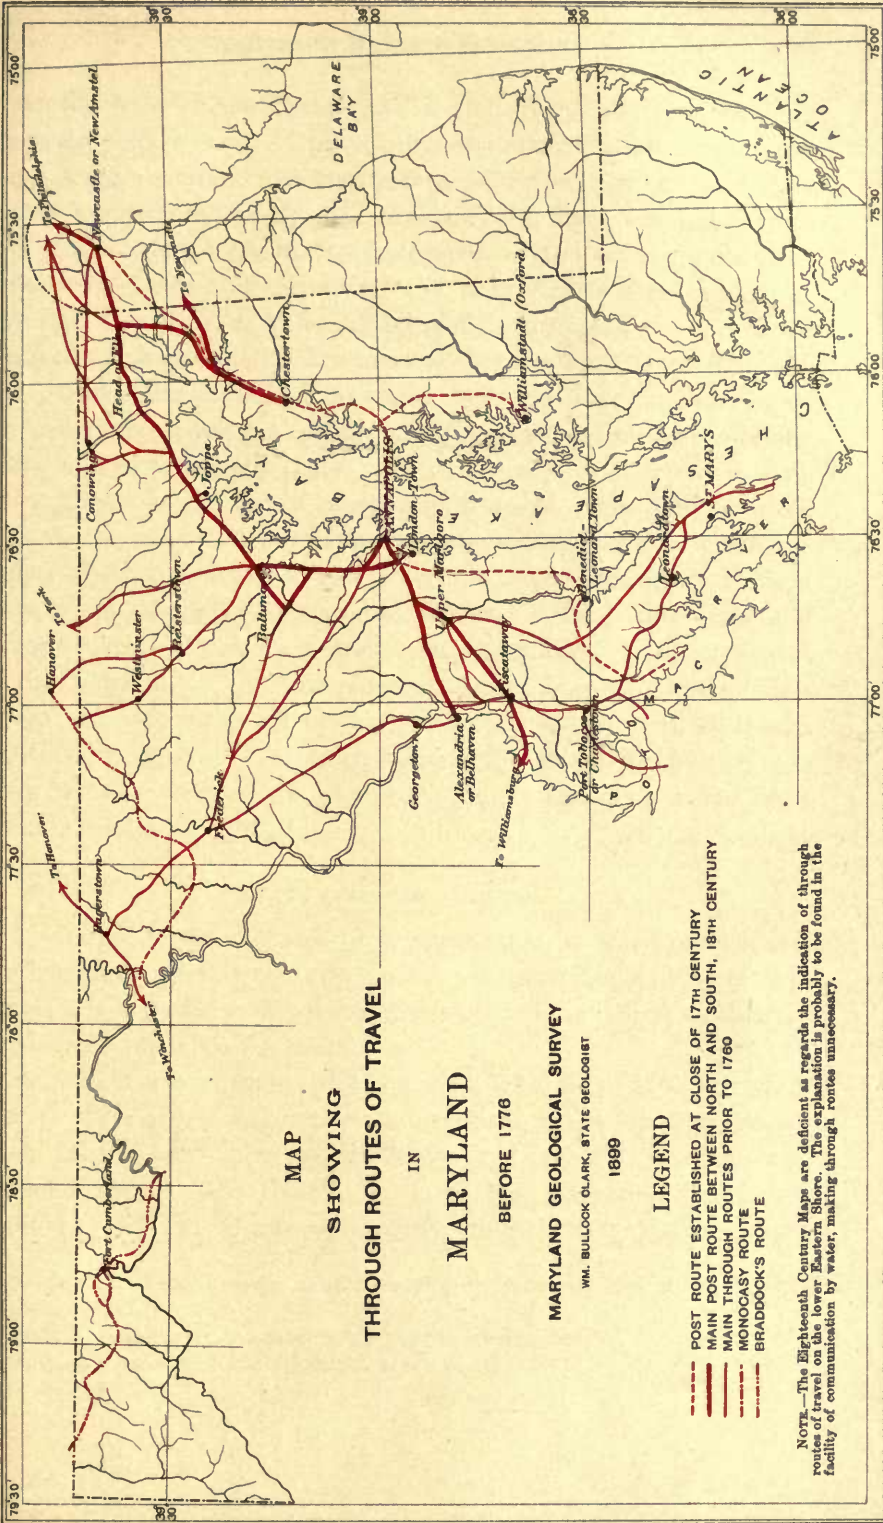 MAP
SHOWING
THROUGH ROUTES OF TRAVEL
IN
MARYLAND
BEFORE 1776
MARYLAND GEOLOGICAL SURVEY
WM. BULLOCK CLARK, STATE GEOLOGIST
1899
LEGEND
POST ROUTE ESTABLISHED AT CLOSE OF 17TH CENTURY
MAIN POST ROUTE BETWEEN NORTH AND SOUTH, 18TH CENTURY
MAIN THROUGH ROUTES PRIOR TO 1760
MONOCASY ROUTE
BRADDOCK'S ROUTE
NOTE.—The Eighteenth Century Maps are deficient as regards the indication of through
routes of travel on the lower Eastern Shore. The explanation is probably to be found in the
facility of communication by water, making through routes unnecessary.
79°30'
79°00'
78°30'
77°30'
77°00'
76°30'
76°00'
75°30'
75°00'
39°
30'
39°00'
Fort Cumberland
To Winchester
Hagerstown
To Hanover
Frederick
Hanover
To York
Westminster
Reisterstown
Baltimore
Conowingo
Joppa
Head of Elk
Newcastle or New Amstel
To Philadelphia
To Newcastle
Chestertown
ANNAPOLIS
London-Town
Upper Marlboro
Georgetown
Alexandria
or Belhaven
Piscataway
To Williamsburg
Port Tobacco
or Charlestown
Benedict-
Leonard Town
Leonardtown
ST MARY'S
Williamstadt (Oxford)
DELAWARE
BAY
ATLANTIC
OCEAN
CHESAPEAKE